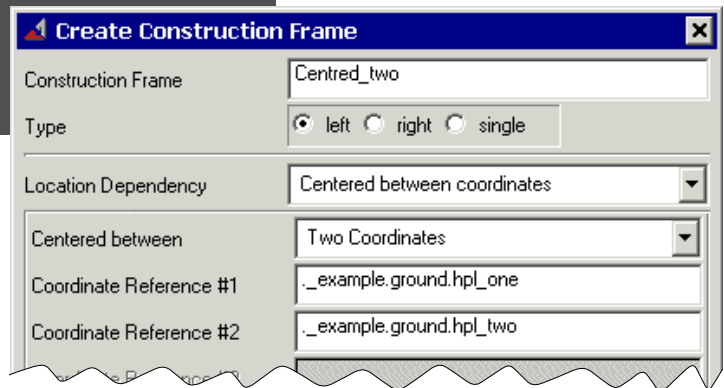 Create Construction Frame
Construction Frame Centred_two
Type left right single
Location Dependency Centered between coordinates
Centered between Two Coordinates
Coordinate Reference #1 ._example.ground.hpl_one
Coordinate Reference #2 ._example.ground.hpl_two